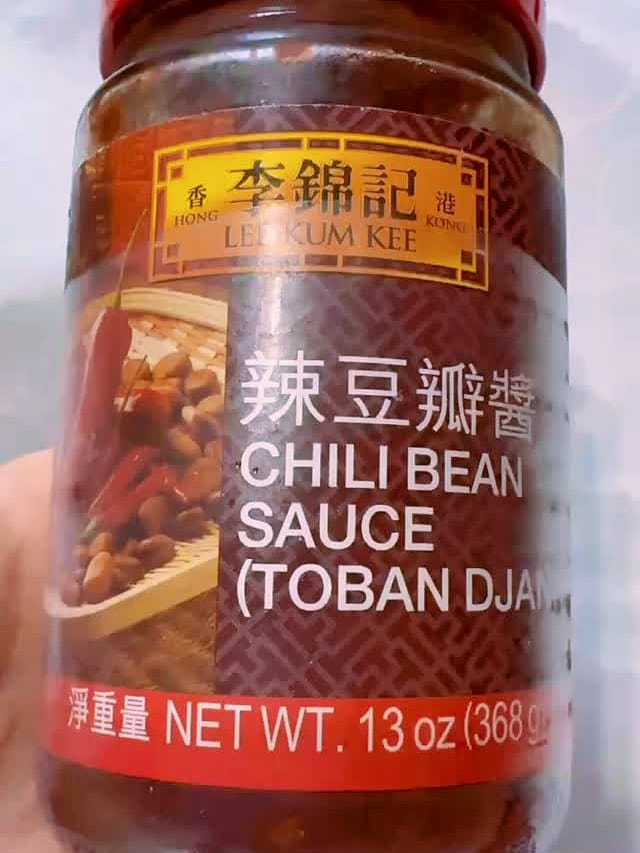 香 李錦記 港
HONG LEE KUM KEE KONG
辣豆瓣醬
CHILI BEAN
SAUCE
(TOBAN DJAN
淨重量 NET WT. 13 oz (368 g